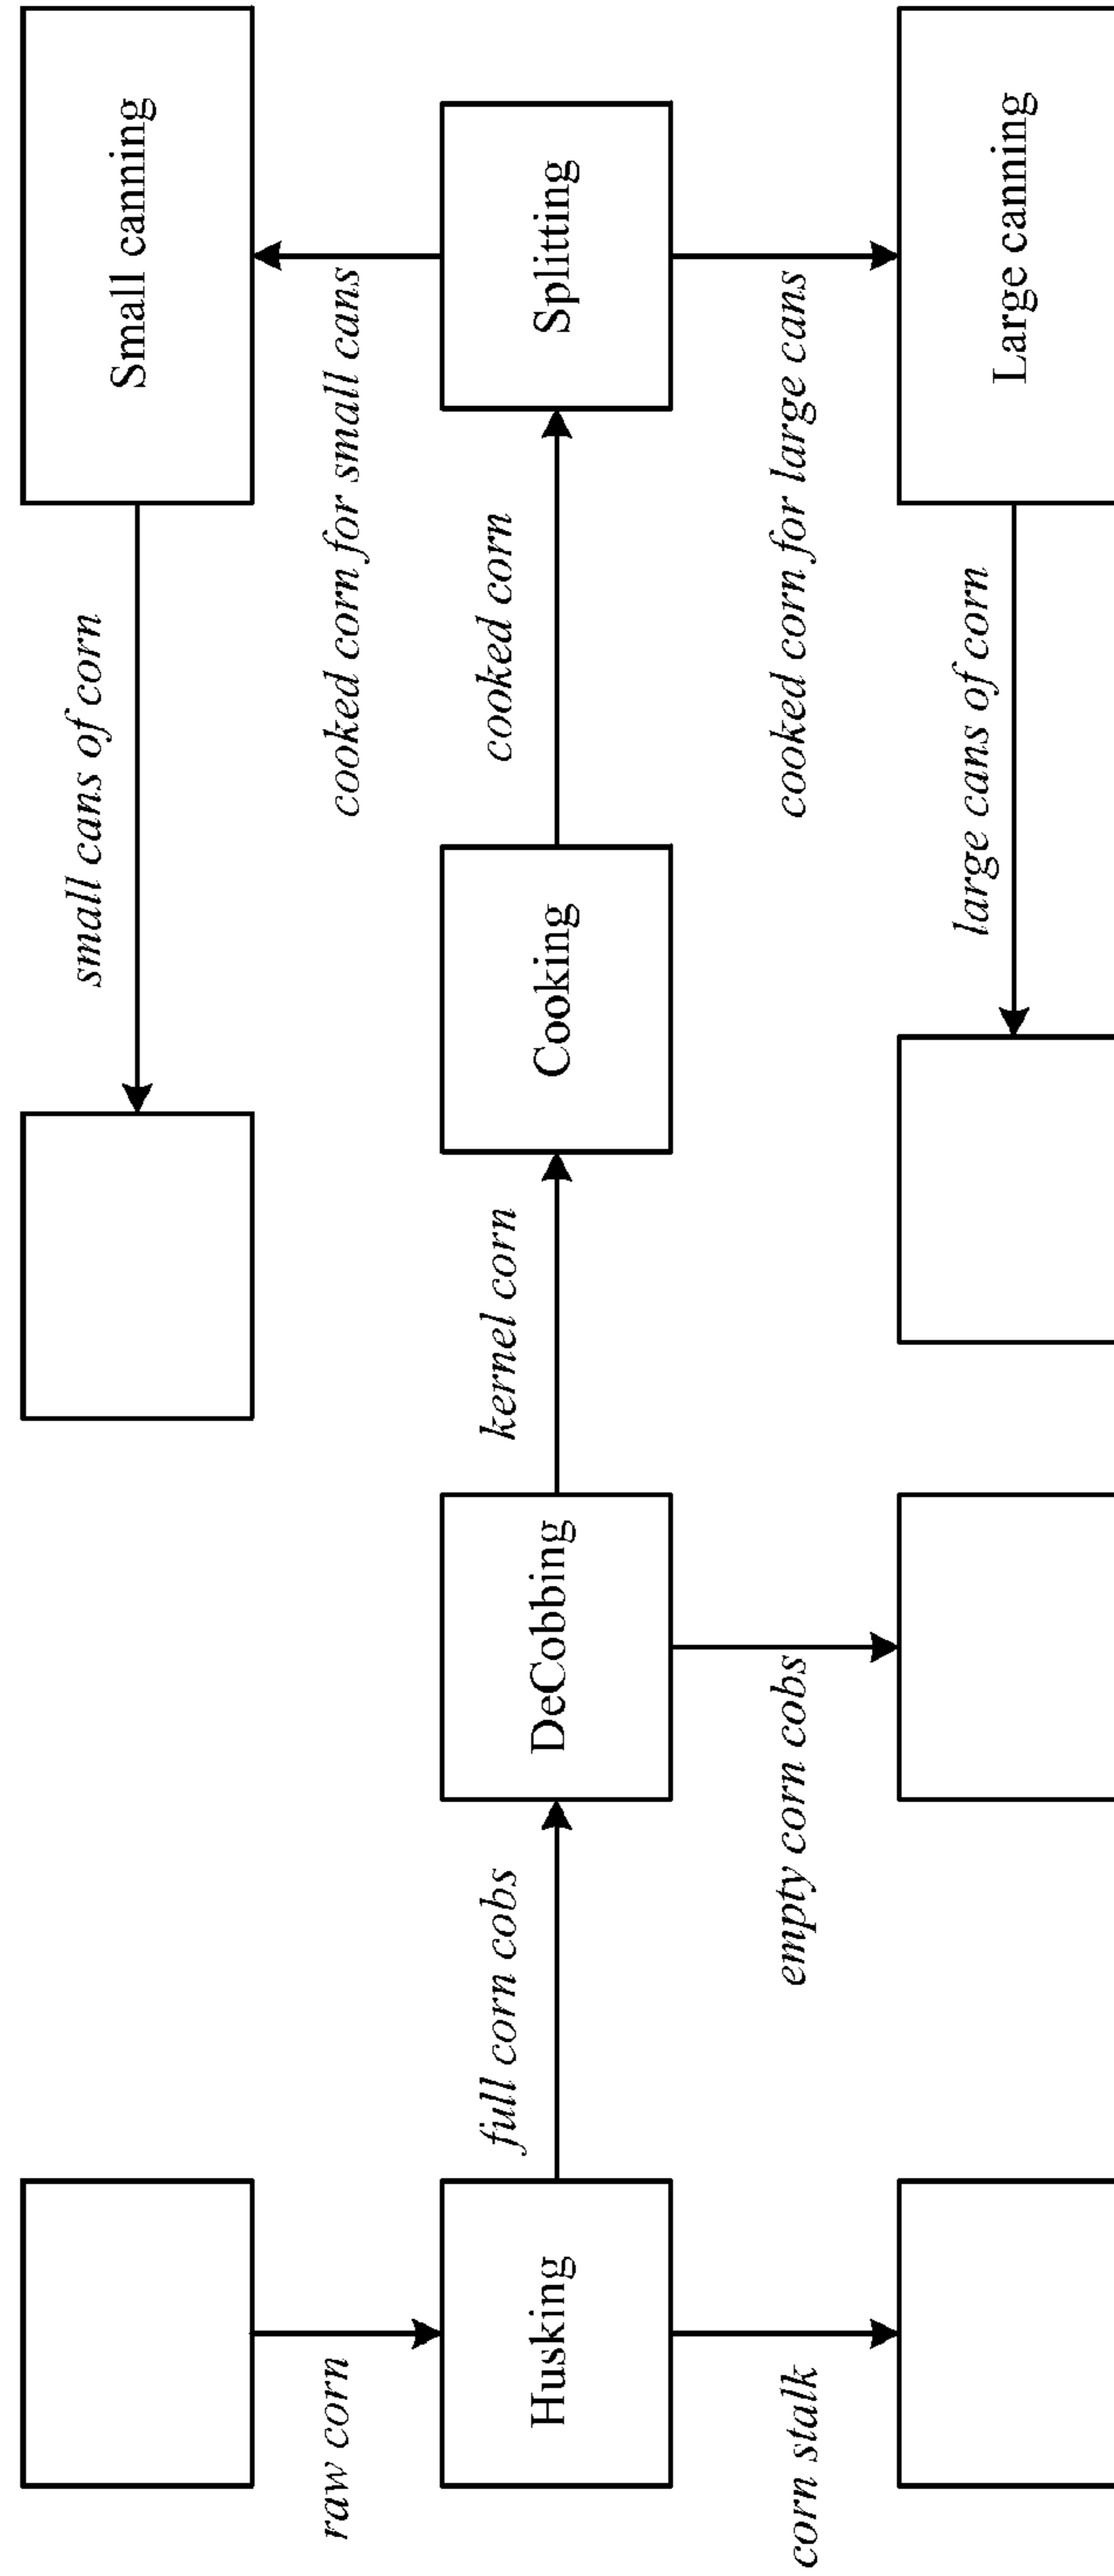 small cans of corn
Small canning
raw corn
cooked corn for small cans
full corn cobs
kernel corn
cooked corn
Husking
DeCobbing
Cooking
Splitting
corn stalk
empty corn cobs
cooked corn for large cans
large cans of corn
Large canning